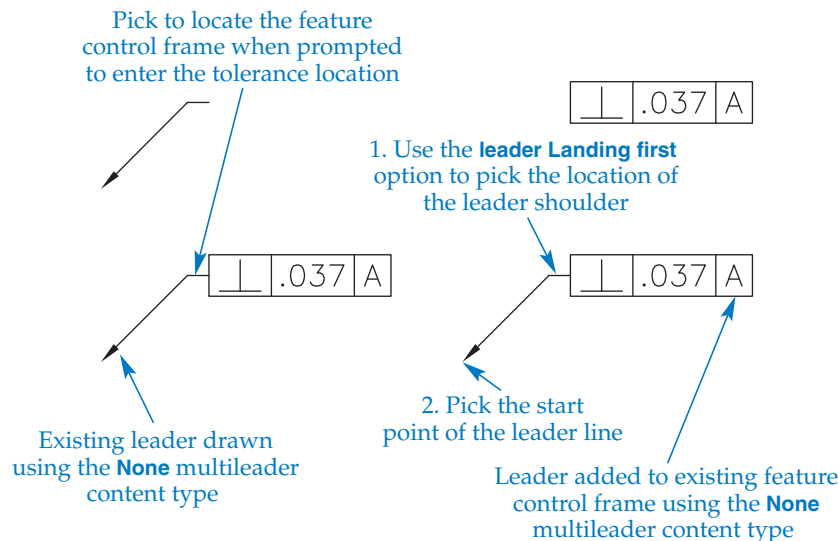 Pick to locate the feature
control frame when prompted
to enter the tolerance location
⊥ .037 A
1. Use the leader Landing first
option to pick the location of
the leader shoulder
⊥ .037 A
⊥ .037 A
2. Pick the start
point of the leader line
Existing leader drawn
using the None multileader
content type
Leader added to existing feature
control frame using the None
multileader content type